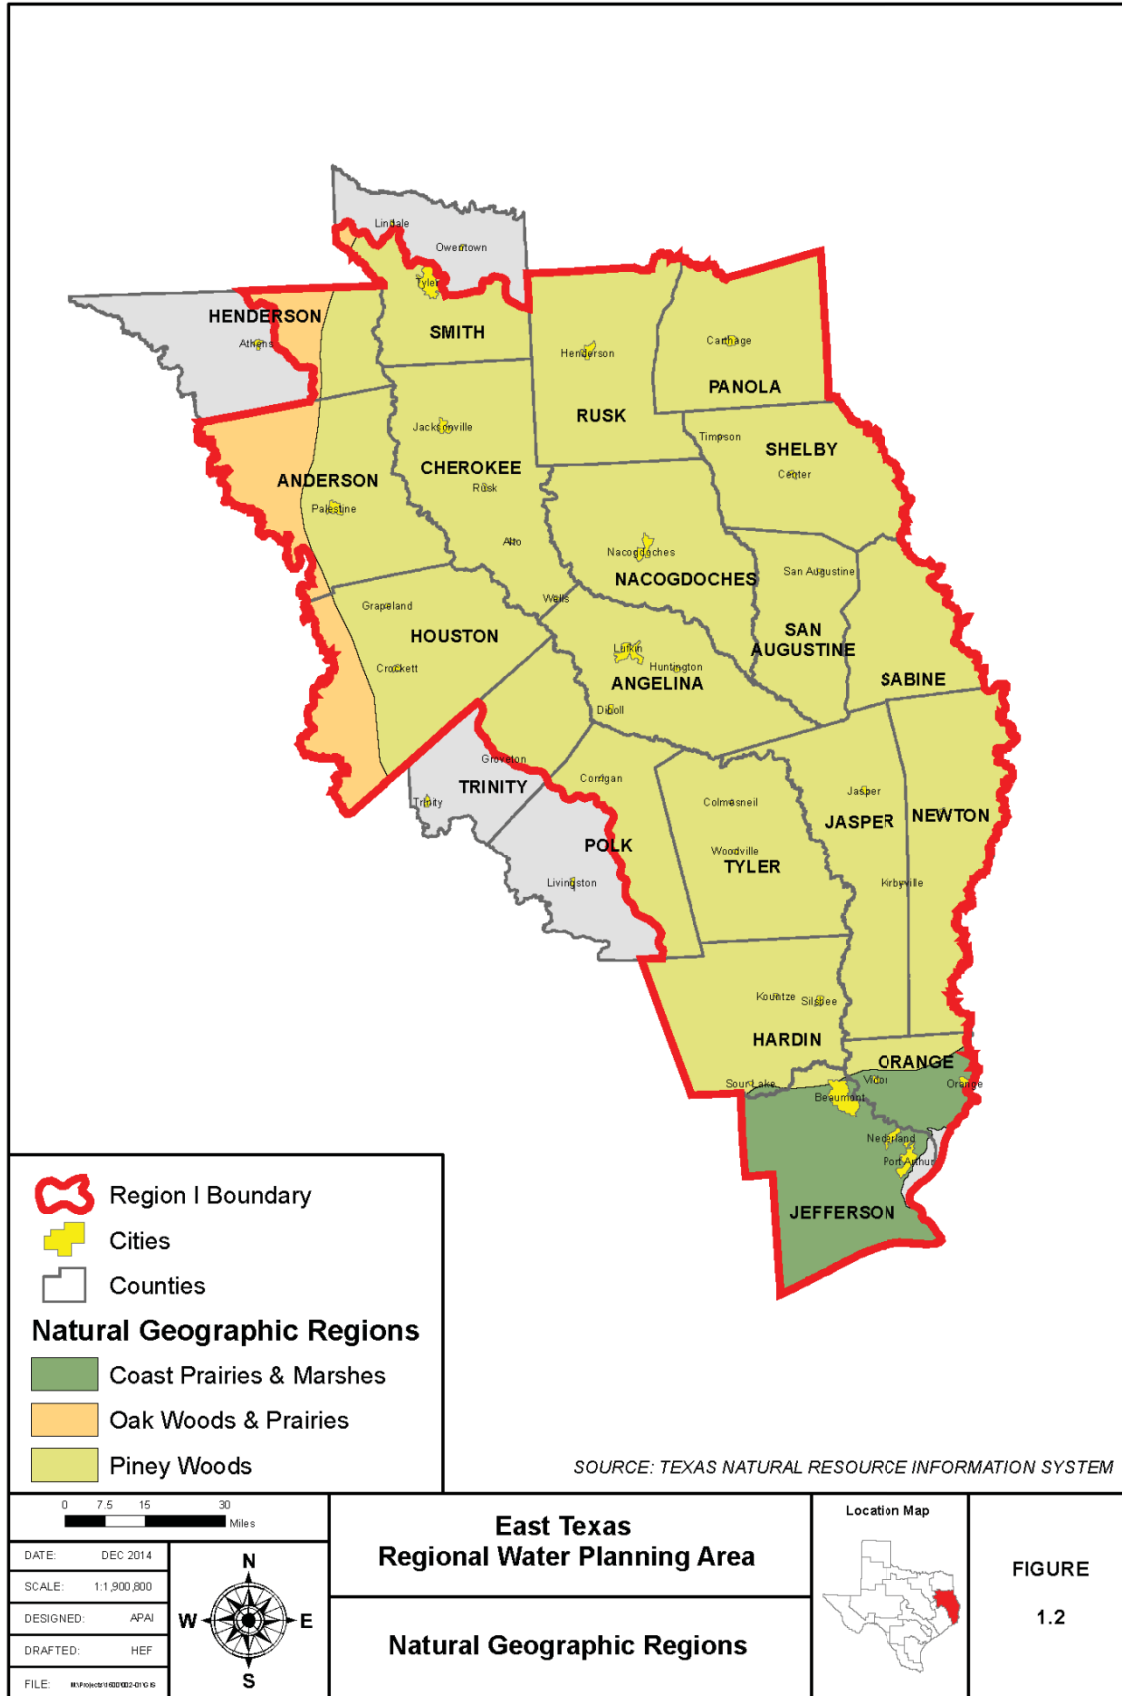 Lindale
Owentown
Tyler
HENDERSON
Athens
SMITH
Henderson
Carthage
PANOLA
RUSK
Jacksonville
Timpson
SHELBY
CHEROKEE
Center
ANDERSON
Rusk
Palestine
Alto
Nacogdoches
NACOGDOCHES
San Augustine
Grapeland
Wells
HOUSTON
SAN
AUGUSTINE
Lufkin
Huntington
Crockett
ANGELINA
SABINE
Diboll
Groveton
TRINITY
Corrigan
Trinity
Colmesneil
Jasper
JASPER
NEWTON
POLK
Woodville
TYLER
Livingston
Kirbyville
Kountze
Silsbee
HARDIN
ORANGE
Sour Lake
Vidor
Orange
Beaumont
Nederland
Port Arthur
JEFFERSON
Region I Boundary
Cities
Counties
Natural Geographic Regions
Coast Prairies & Marshes
Oak Woods & Prairies
Piney Woods
SOURCE: TEXAS NATURAL RESOURCE INFORMATION SYSTEM
0 7.5 15 30
Miles
DATE: DEC 2014
SCALE: 1:1,900,800
DESIGNED: APAI
DRAFTED: HEF
FILE:
N
W E
S
East Texas
Regional Water Planning Area
Natural Geographic Regions
Location Map
FIGURE
1.2